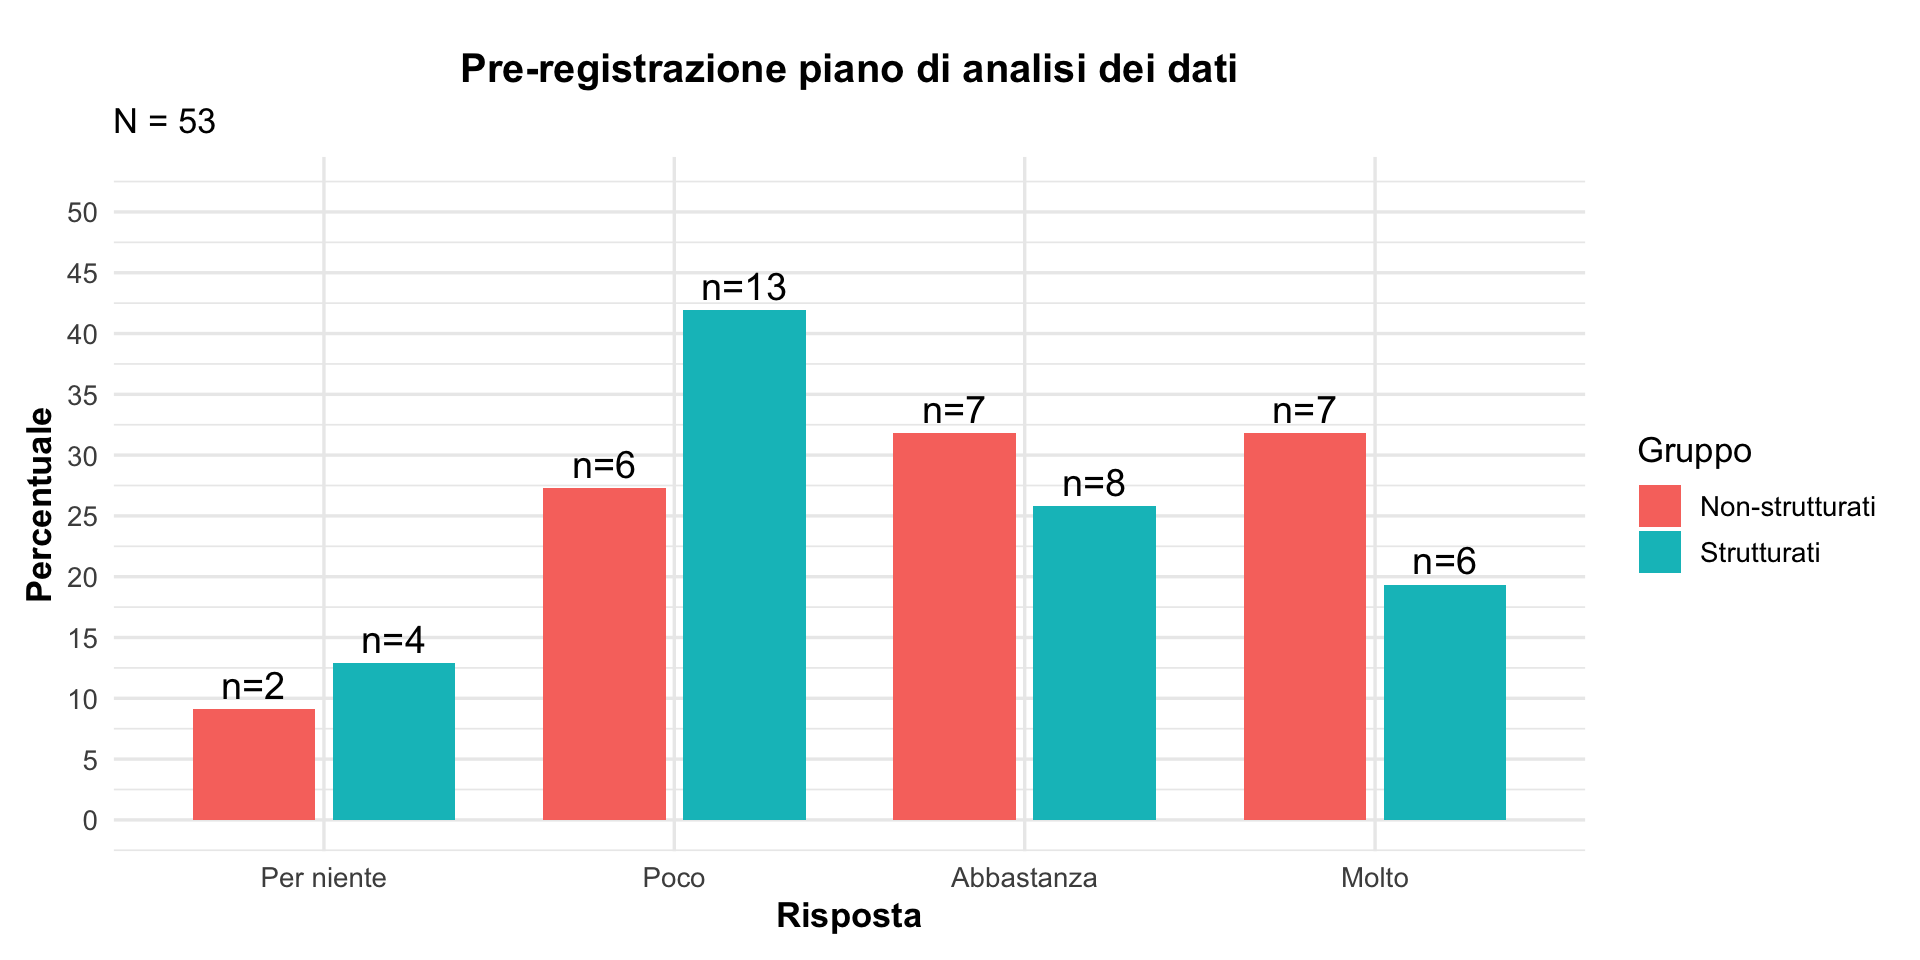 Pre-registrazione piano di analisi dei dati
N = 53
Percentuale
50
45
40
35
30
25
20
15
10
5
0
n=2
n=4
n=6
n=13
n=7
n=8
n=7
n=6
Per niente
Poco
Abbastanza
Molto
Risposta
Gruppo
Non-strutturati
Strutturati